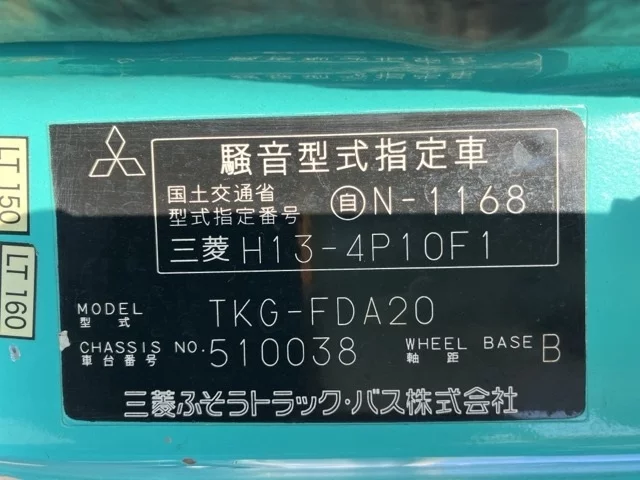 騒音型式指定車
国土交通省
型式指定番号 自N-1168
三菱 H13-4P10F1
MODEL
型式 TKG-FDA20
CHASSIS NO. 510038 WHEEL BASE B
車台番号 軸距
三菱ふそうトラック・バス株式会社
LT 150
LT 160